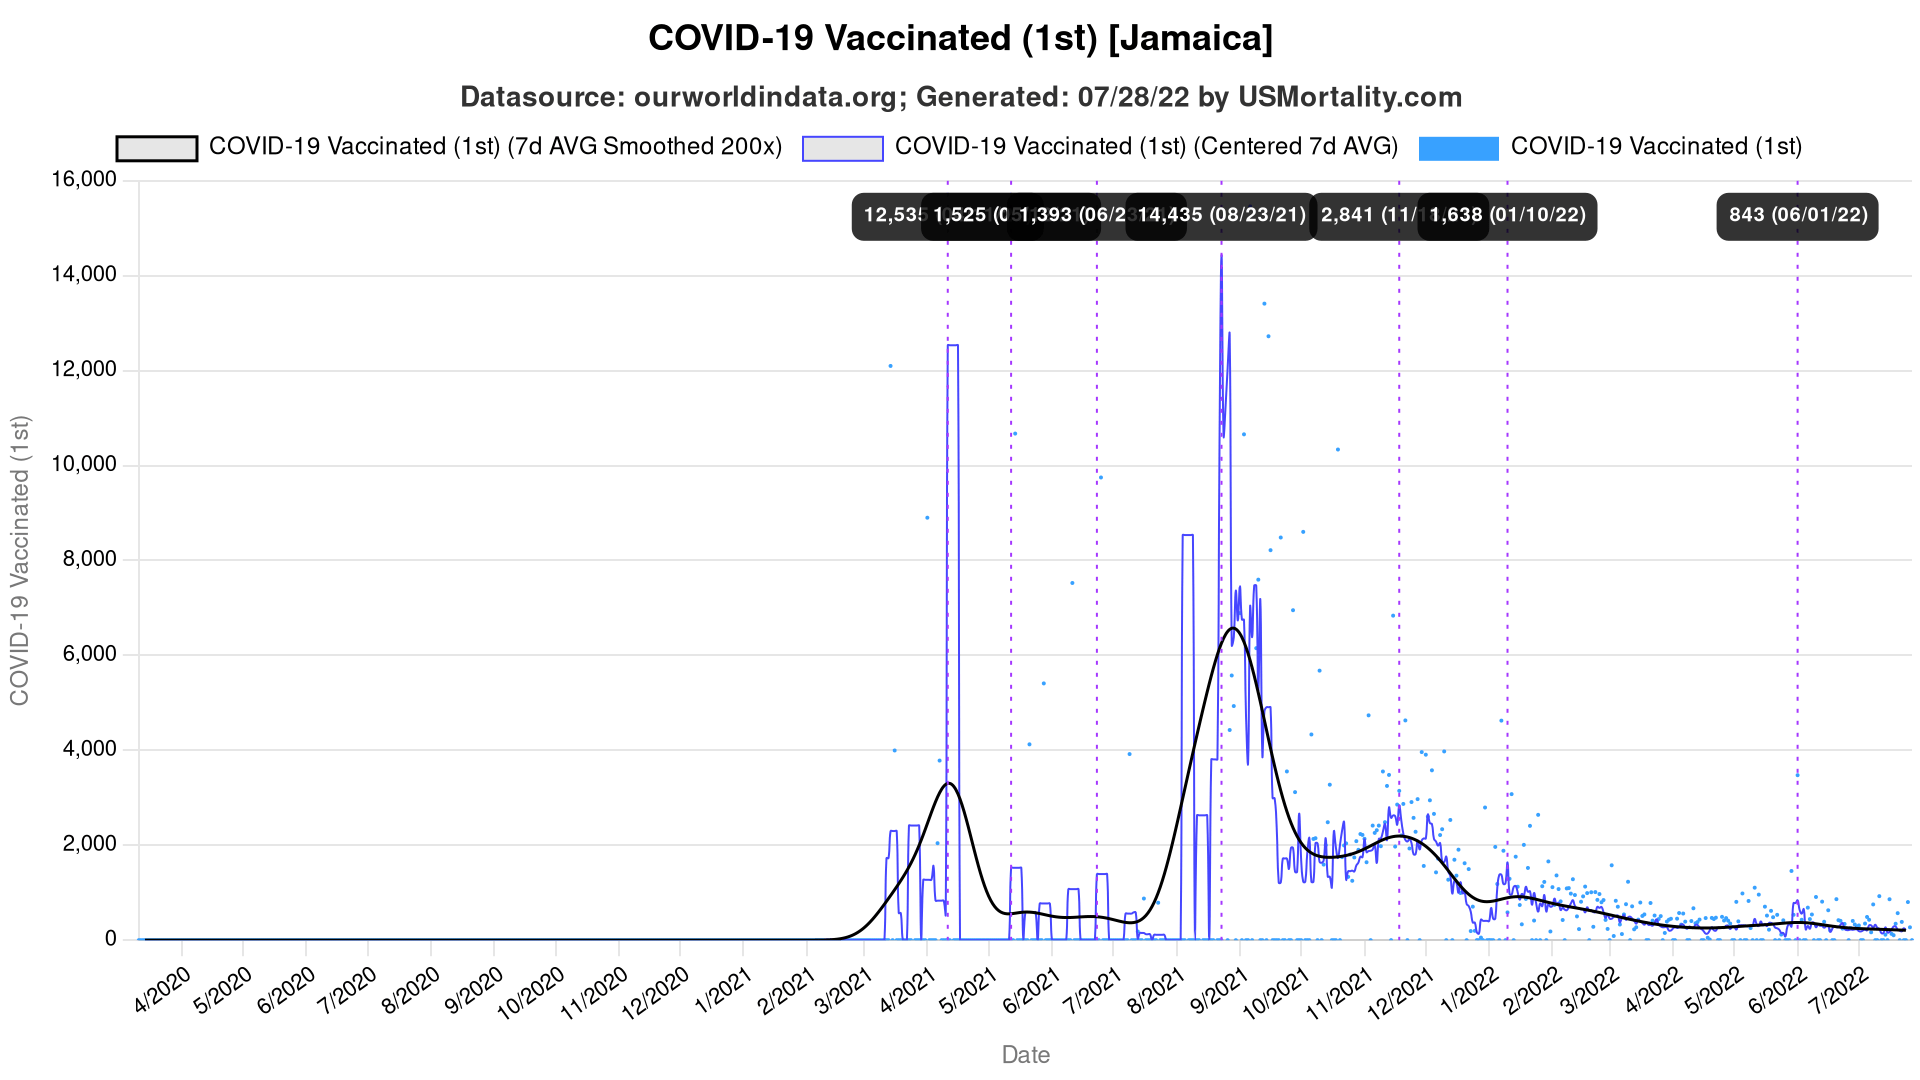 COVID-19 Vaccinated (1st) [Jamaica]
Datasource: ourworldindata.org; Generated: 07/28/22 by USMortality.com
COVID-19 Vaccinated (1st) (7d AVG Smoothed 200x) COVID-19 Vaccinated (1st) (Centered 7d AVG) COVID-19 Vaccinated (1st)
16,000
12,535 1,525 1,393 14,435 (08/23/21) 2,841 1,638 (01/10/22) 843 (06/01/22)
14,000
12,000
10,000
8,000
6,000
4,000
2,000
0
COVID-19 Vaccinated (1st)
4/2020 5/2020 6/2020 7/2020 8/2020 9/2020 10/2020 11/2020 12/2020 1/2021 2/2021 3/2021 4/2021 5/2021 6/2021 7/2021 8/2021 9/2021 10/2021 11/2021 12/2021 1/2022 2/2022 3/2022 4/2022 5/2022 6/2022 7/2022
Date